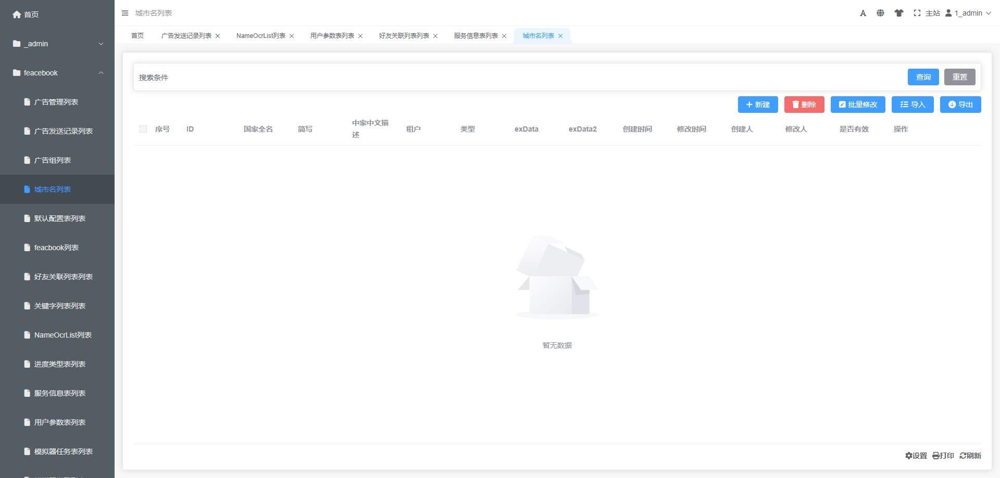 首页
_admin
feacebook
广告管理列表
广告发送记录列表
广告组列表
城市名列表
默认配置表列表
feacbook列表
好友关联列表列表
关键字列表列表
NameOcrList列表
进度类型表列表
服务信息表列表
用户参数表列表
模拟器任务表列表
城市名列表
主站 1_admin
首页 广告发送记录列表 NameOcrList列表 用户参数表列表 好友关联列表列表 服务信息表列表 城市名列表
搜索条件 查询 重置
新建 删除 批量修改 导入 导出
序号 ID 国家全名 简写 中家中文描述 租户 类型 exData exData2 创建时间 修改时间 创建人 修改人 是否有效 操作
暂无数据
设置 打印 刷新